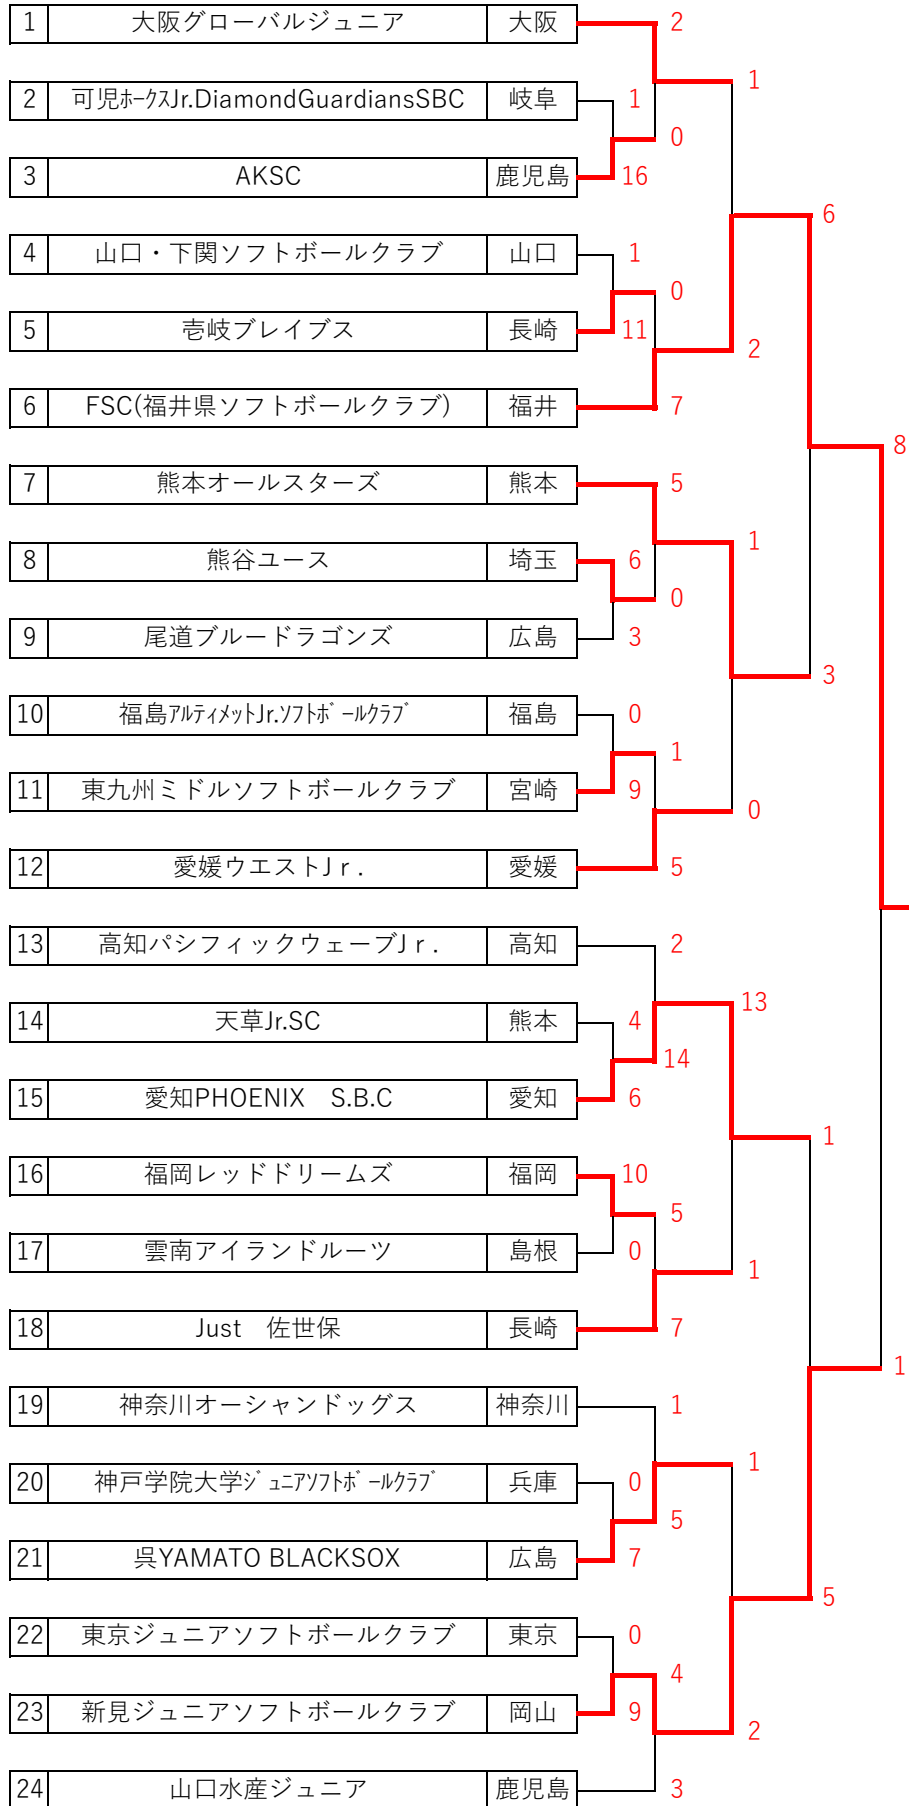 1 大阪グローバルジュニア 大阪 2
1
2 可児ホークスJr.DiamondGuardiansSBC 岐阜 1
0
3 AKSC 鹿児島 16
6
4 山口・下関ソフトボールクラブ 山口 1
0
5 壱岐ブレイブス 長崎 11
2
6 FSC(福井県ソフトボールクラブ) 福井 7
8
7 熊本オールスターズ 熊本 5
1
8 熊谷ユース 埼玉 6
0
9 尾道ブルードラゴンズ 広島 3
3
10 福島アルティメットJr.ソフトボールクラブ 福島 0
1
11 東九州ミドルソフトボールクラブ 宮崎 9
0
12 愛媛ウエストJr. 愛媛 5
13 高知パシフィックウェーブJr. 高知 2
13
14 天草Jr.SC 熊本 4
14
15 愛知PHOENIX S.B.C 愛知 6
1
16 福岡レッドドリームズ 福岡 10
5
17 雲南アイランドルーツ 島根 0
1
18 Just 佐世保 長崎 7
1
19 神奈川オーシャンドッグス 神奈川 1
1
20 神戸学院大学ジュニアソフトボールクラブ 兵庫 0
5
21 呉YAMATO BLACKSOX 広島 7
5
22 東京ジュニアソフトボールクラブ 東京 0
4
23 新見ジュニアソフトボールクラブ 岡山 9
2
24 山口水産ジュニア 鹿児島 3